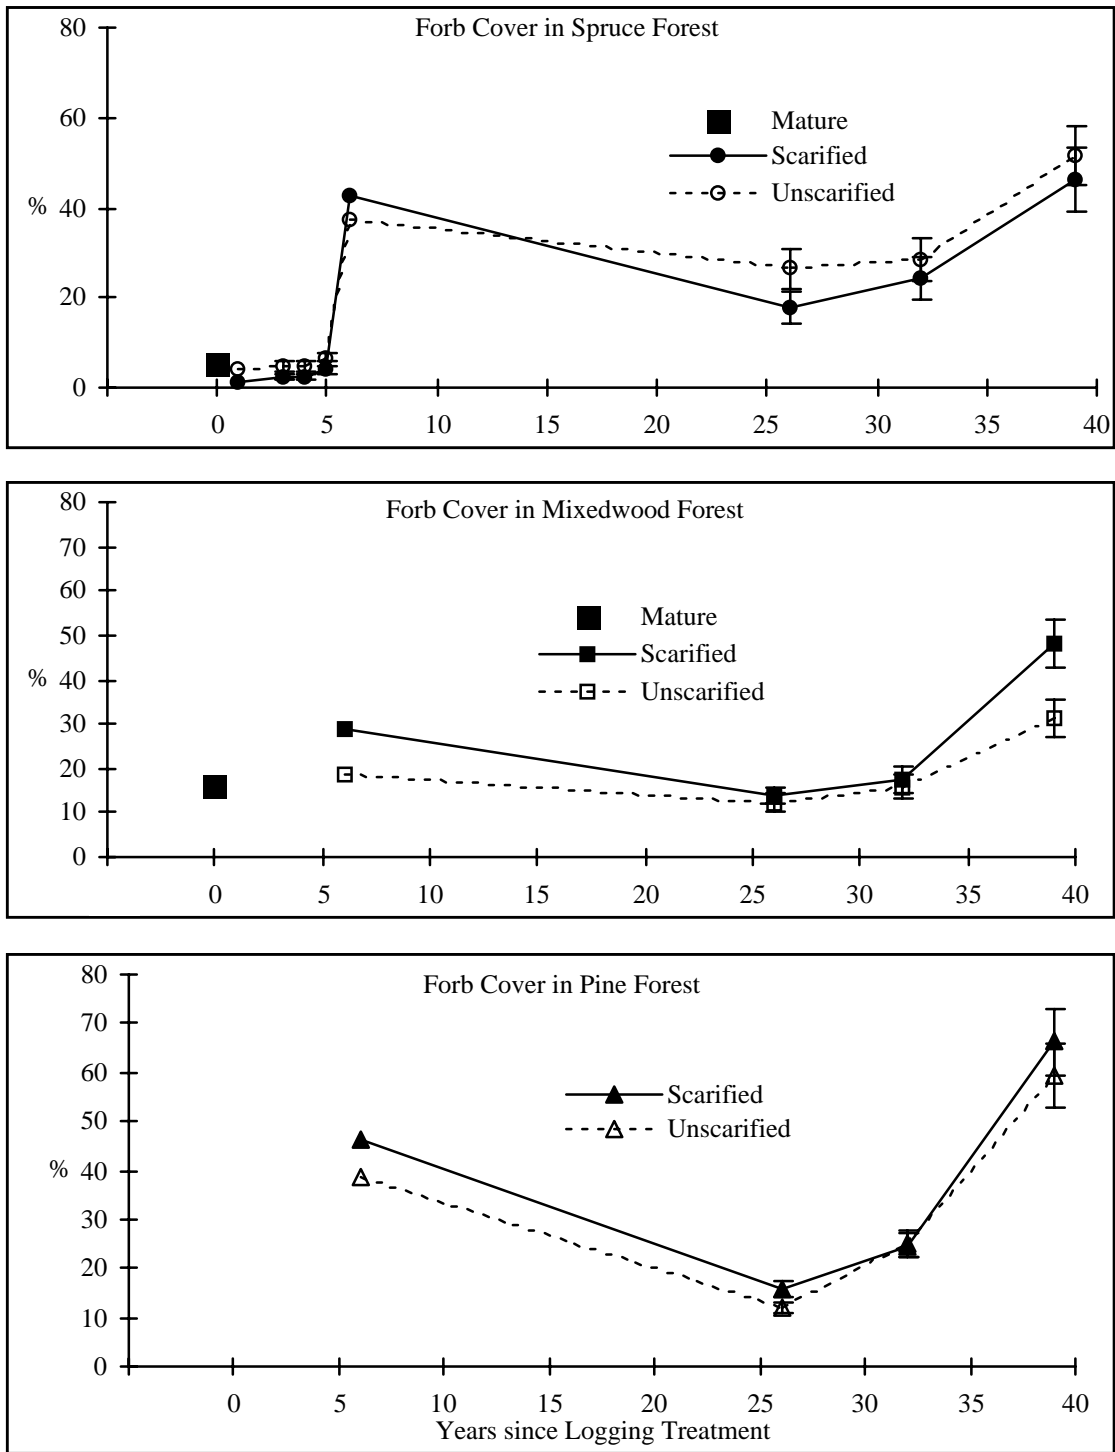 Forb Cover in Spruce Forest
80
60
Mature
Scarified
Unscarified
% 40
20
0
0 5 10 15 20 25 30 35 40
Forb Cover in Mixedwood Forest
80
70
60
Mature
50
Scarified
% 40
Unscarified
30
20
10
0
0 5 10 15 20 25 30 35 40
Forb Cover in Pine Forest
80
70
60
Scarified
50
Unscarified
% 40
30
20
10
0
0 5 10 15 20 25 30 35 40
Years since Logging Treatment